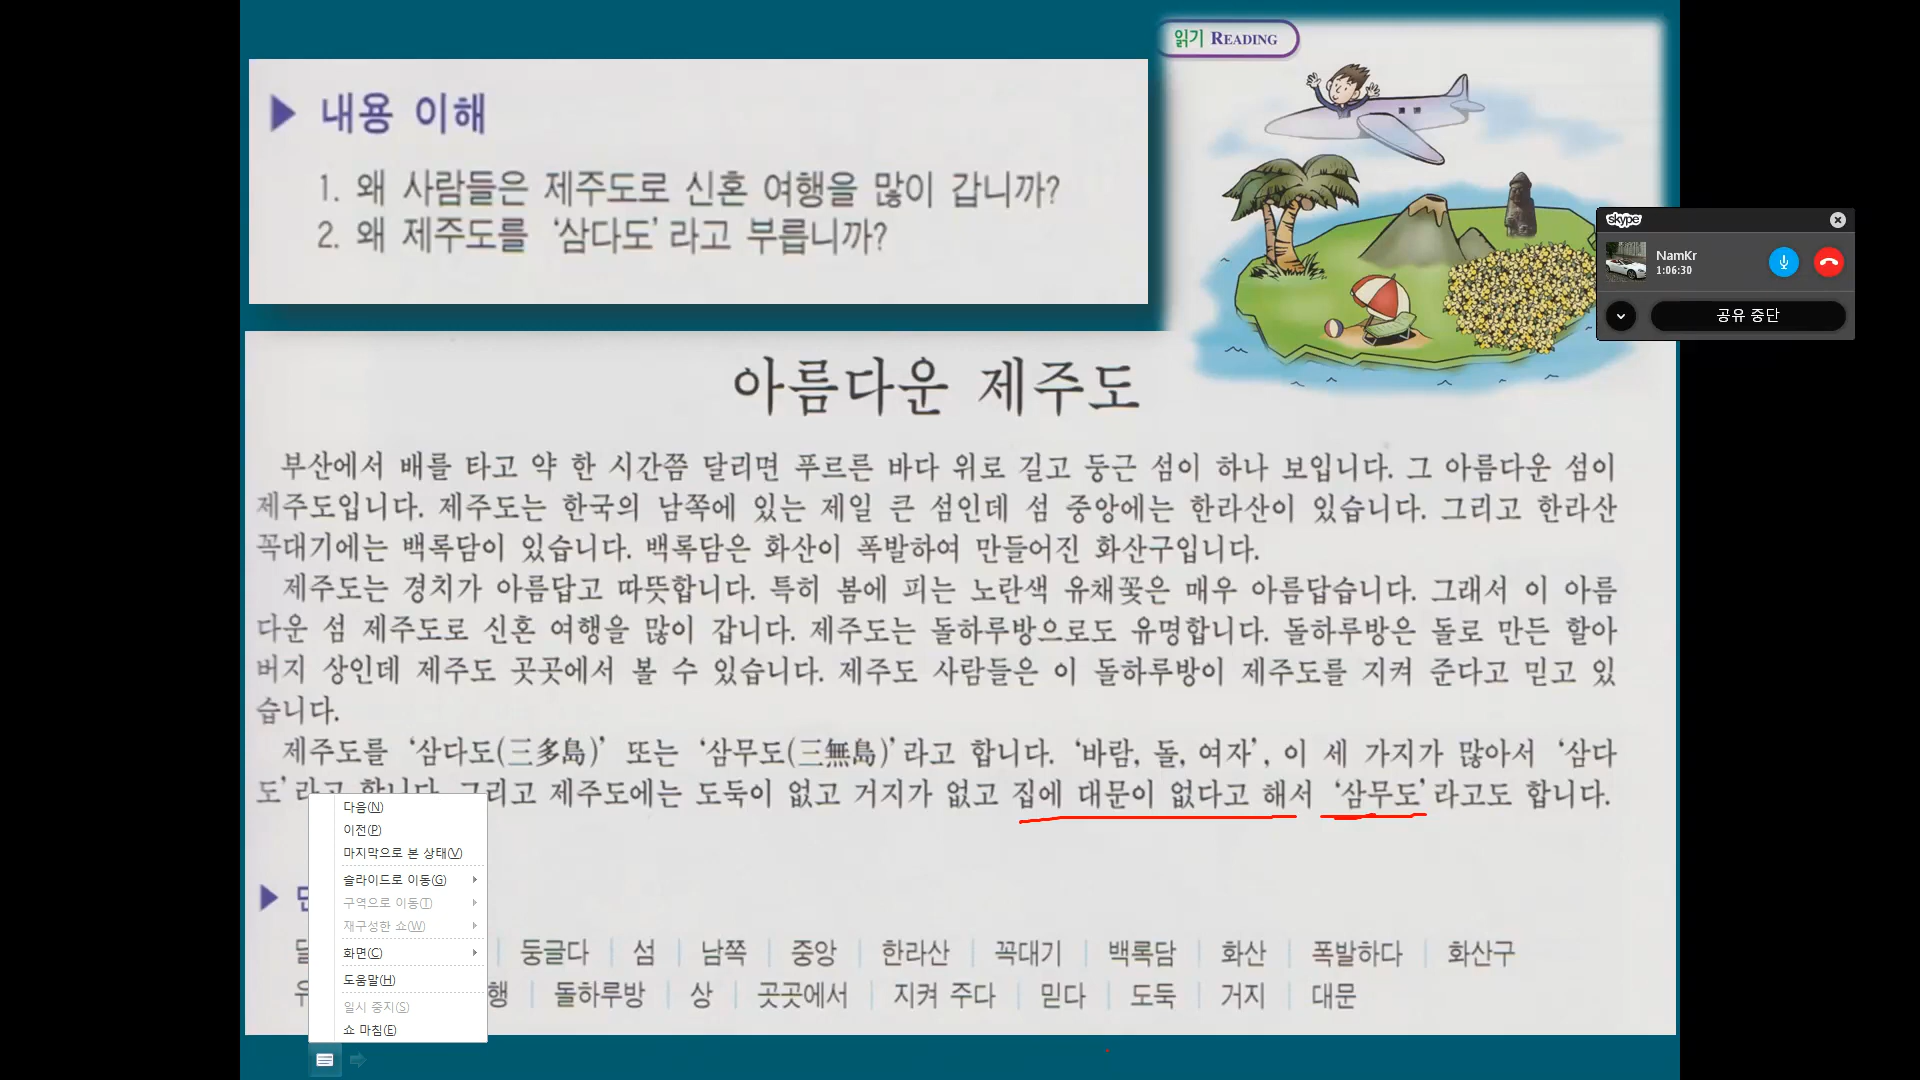 읽기 READING
▶ 내용 이해
1. 왜 사람들은 제주도로 신혼 여행을 많이 갑니까?
2. 왜 제주도를 ‘삼다도’라고 부릅니까?
skype
NamKr
1:06:30
공유 중단
아름다운 제주도
부산에서 배를 타고 약 한 시간쯤 달리면 푸르른 바다 위로 길고 둥근 섬이 하나 보입니다. 그 아름다운 섬이
제주도입니다. 제주도는 한국의 남쪽에 있는 제일 큰 섬인데 섬 중앙에는 한라산이 있습니다. 그리고 한라산
꼭대기에는 백록담이 있습니다. 백록담은 화산이 폭발하여 만들어진 화산구입니다.
제주도는 경치가 아름답고 따뜻합니다. 특히 봄에 피는 노란색 유채꽃은 매우 아름답습니다. 그래서 이 아름
다운 섬 제주도로 신혼 여행을 많이 갑니다. 제주도는 돌하루방으로도 유명합니다. 돌하루방은 돌로 만든 할아
버지 상인데 제주도 곳곳에서 볼 수 있습니다. 제주도 사람들은 이 돌하루방이 제주도를 지켜 준다고 믿고 있
습니다.
제주도를 ‘삼다도(三多島)’ 또는 ‘삼무도(三無島)’라고 합니다. ‘바람, 돌, 여자’, 이 세 가지가 많아서 ‘삼다
도’라고 합니다. 그리고 제주도에는 도둑이 없고 거지가 없고 집에 대문이 없다고 해서 ‘삼무도’라고도 합니다.
다음(N)
이전(P)
마지막으로 본 상태(V)
슬라이드로 이동(G)
구역으로 이동(T)
재구성한 쇼(W)
화면(C)
도움말(H)
일시 중지(S)
쇼 마침(E)
둥글다 | 섬 | 남쪽 | 중앙 | 한라산 | 꼭대기 | 백록담 | 화산 | 폭발하다 | 화산구
행 | 돌하루방 | 상 | 곳곳에서 | 지켜 주다 | 믿다 | 도둑 | 거지 | 대문